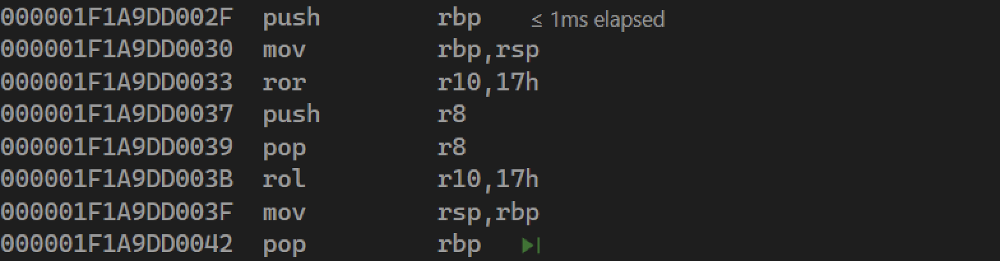 000001F1A9DD002F push rbp ≤ 1ms elapsed
000001F1A9DD0030 mov rbp,rsp
000001F1A9DD0033 ror r10,17h
000001F1A9DD0037 push r8
000001F1A9DD0039 pop r8
000001F1A9DD003B rol r10,17h
000001F1A9DD003F mov rsp,rbp
000001F1A9DD0042 pop rbp